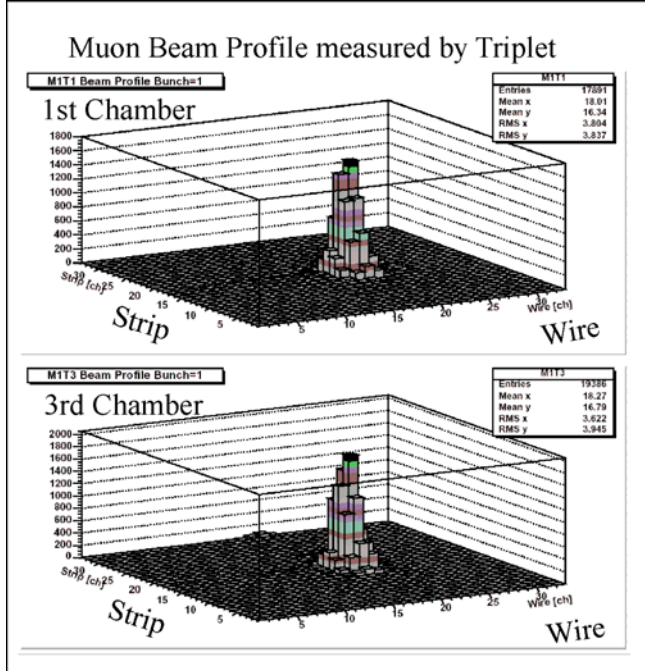 Muon Beam Profile measured by Triplet
M1T1 Beam Profile Bunch=1
1st Chamber
M1T1
Entries 17891
Mean x 18.01
Mean y 16.34
RMS x 3.804
RMS y 3.837
1800
1600
1400
1200
1000
800
600
400
200
0
Strip [ch]
30
25
20
15
10
5
Strip
5
10
15
20
25
30
Wire [ch]
Wire
M1T3 Beam Profile Bunch=1
3rd Chamber
M1T3
Entries 19386
Mean x 18.27
Mean y 16.79
RMS x 3.622
RMS y 3.945
2000
1800
1600
1400
1200
1000
800
600
400
200
0
Strip [ch]
30
25
20
15
10
5
Strip
5
10
15
20
25
30
Wire [ch]
Wire